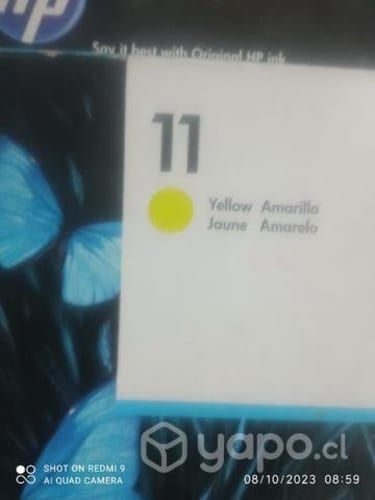 hp
Say it best with Original HP ink
11
Yellow Amarillo
Jaune Amarelo
yapo.cl
SHOT ON REDMI 9
AI QUAD CAMERA
08/10/2023 08:59